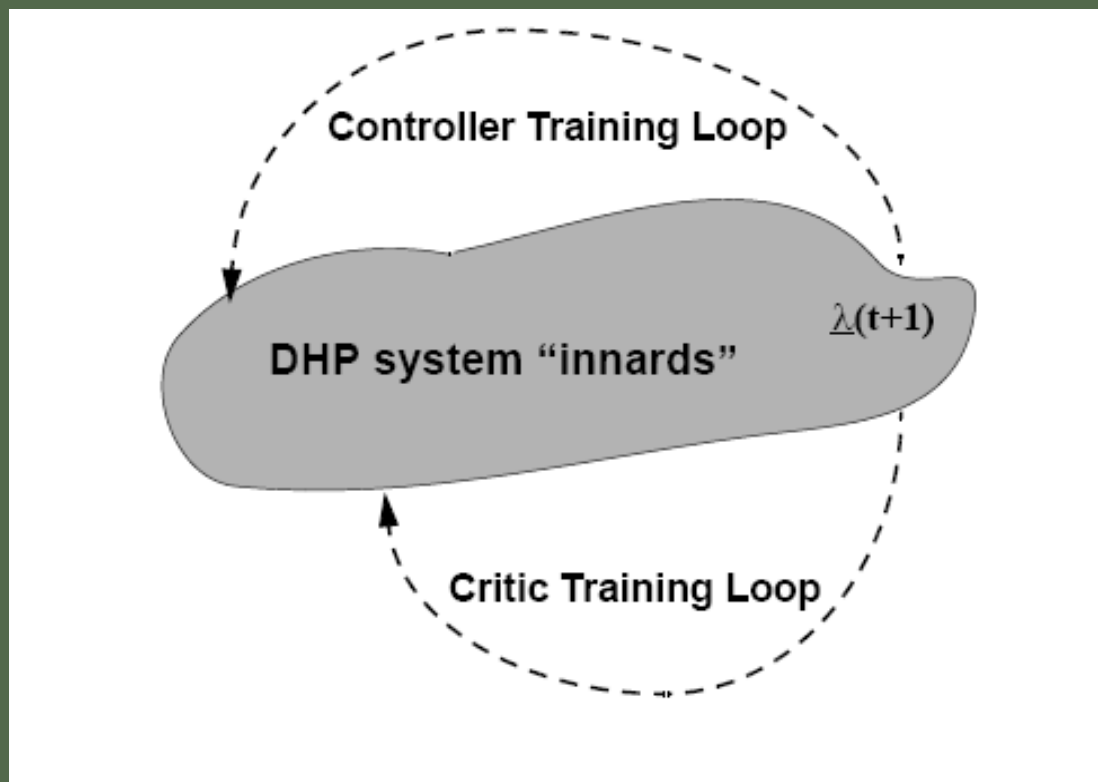 Controller Training Loop
λ(t+1)
DHP system “innards”
Critic Training Loop